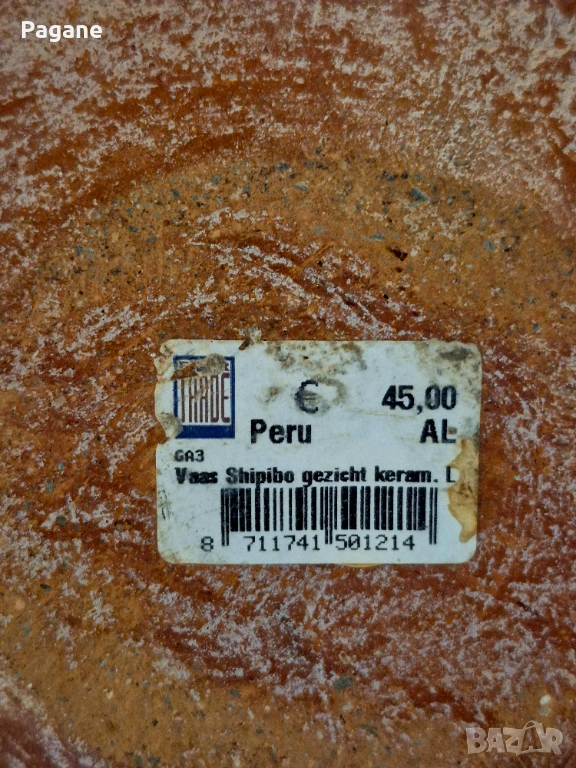 Pagane
TRADE
€ 45,00
Peru AL
GA3
Vaas Shipibo gezicht keram. L
8 711741 501214
BAZAR